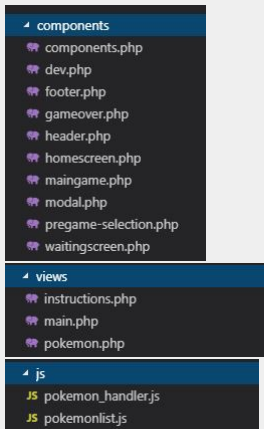 components
components.php
dev.php
footer.php
gameover.php
header.php
homescreen.php
maingame.php
modal.php
pregame-selection.php
waitingscreen.php
views
instructions.php
main.php
pokemon.php
js
JS pokemon_handler.js
JS pokemonlist.js